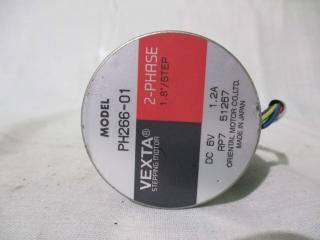 MODEL
PH266-01
2-PHASE
1.8°/STEP
VEXTA®
STEPPING MOTOR
DC 6V 1.2A
RP7 51267
ORIENTAL MOTOR CO.LTD.
MADE IN JAPAN